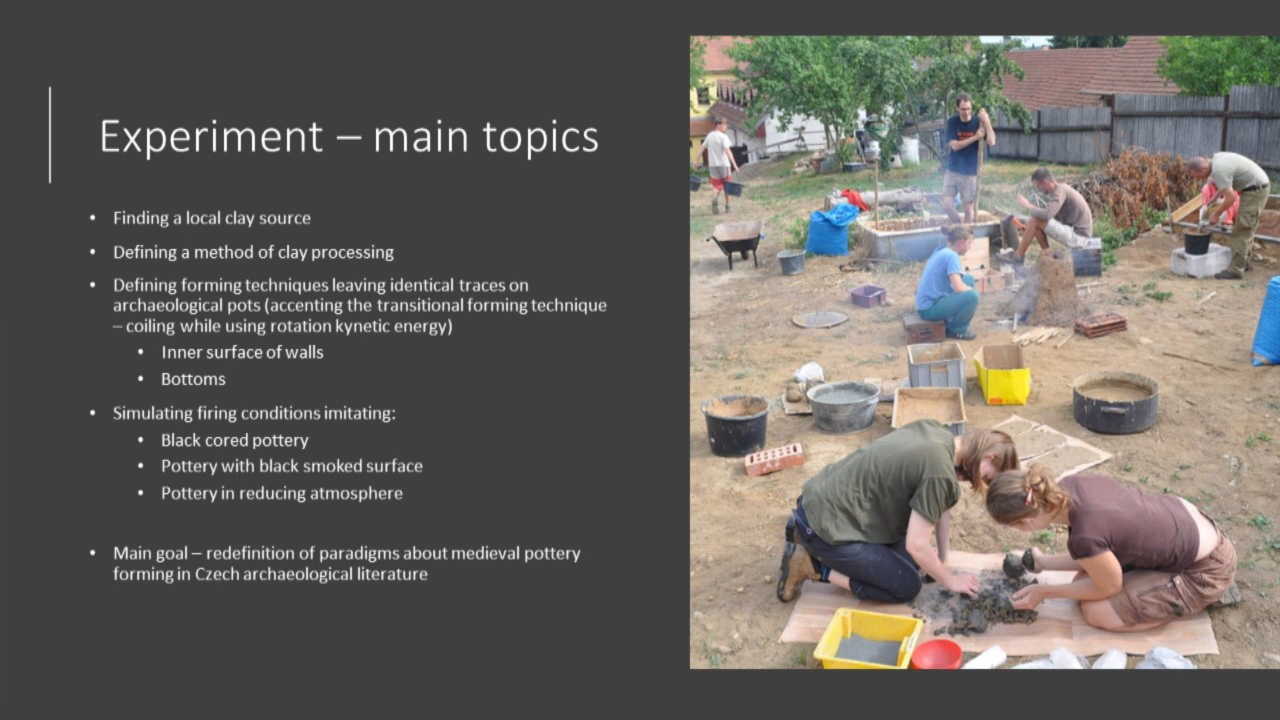 Experiment – main topics
• Finding a local clay source
• Defining a method of clay processing
• Defining forming techniques leaving identical traces on
archaeological pots (accenting the transitional forming technique
– coiling while using rotation kynetic energy)
• Inner surface of walls
• Bottoms
• Simulating firing conditions imitating:
• Black cored pottery
• Pottery with black smoked surface
• Pottery in reducing atmosphere
• Main goal – redefinition of paradigms about medieval pottery
forming in Czech archaeological literature